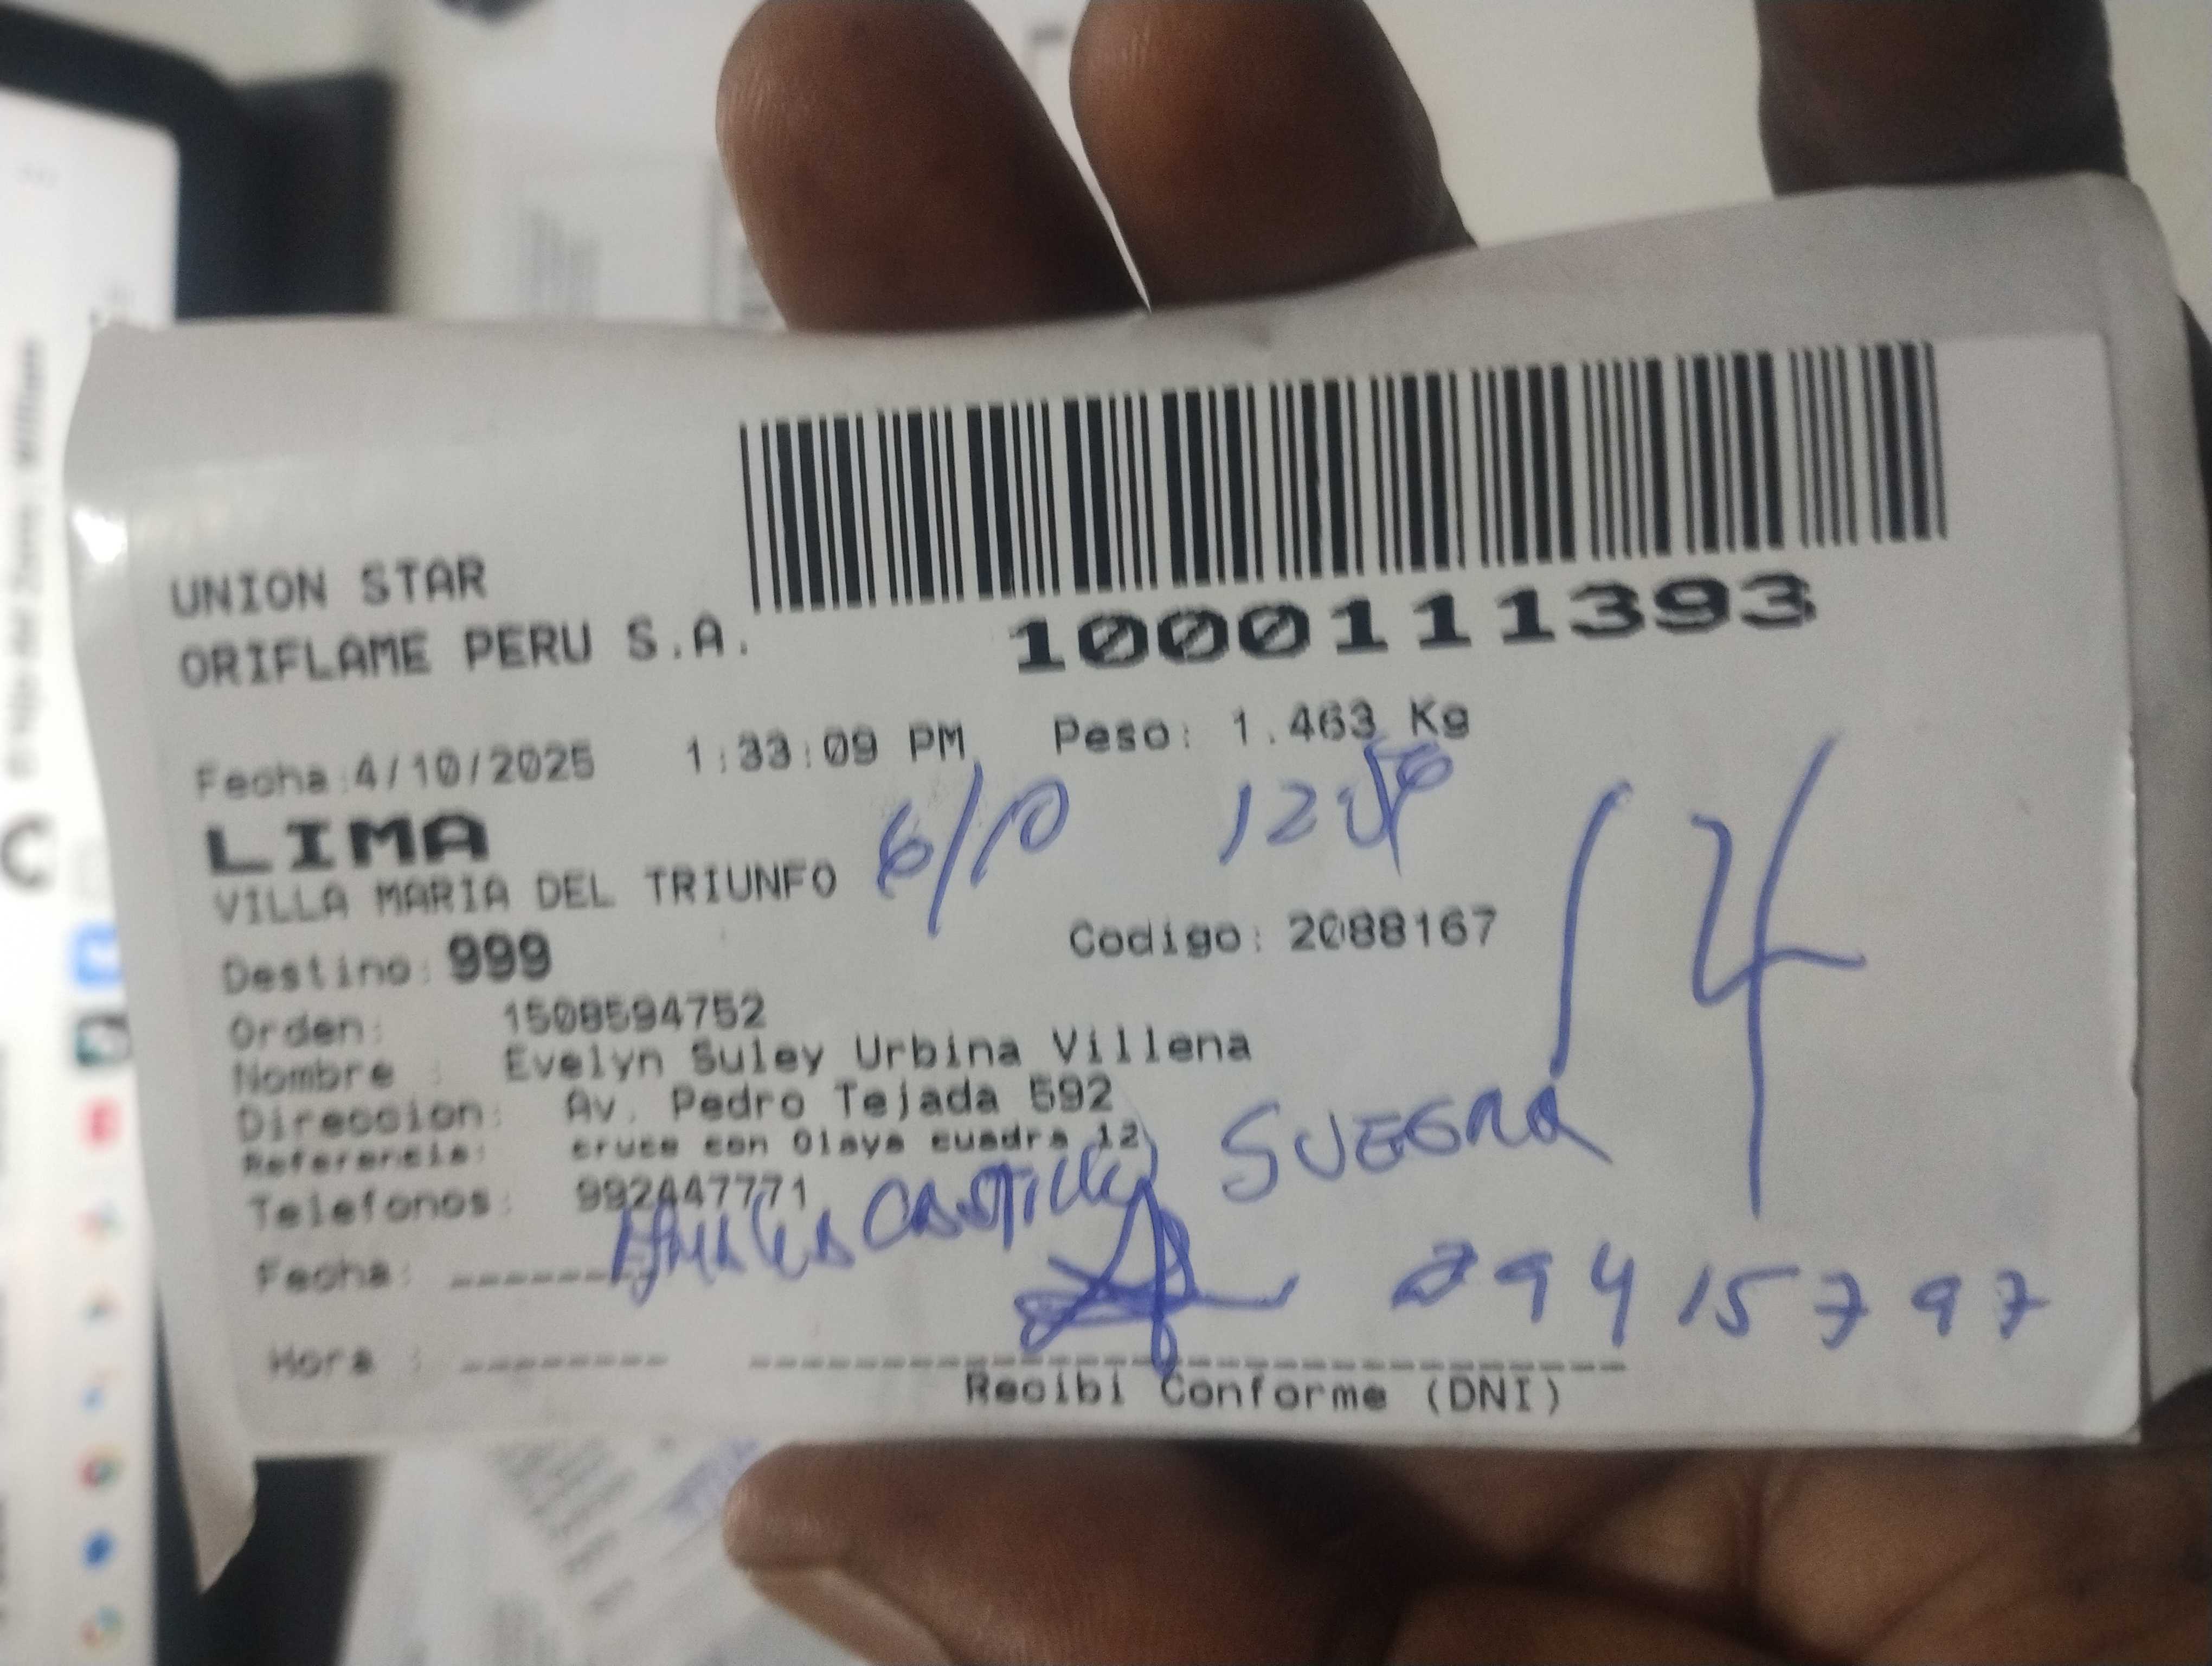 UNION STAR
ORIFLAME PERU S.A.
1000111393
Fecha:4/10/2025 1:33:09 PM Peso: 1.463 Kg
LIMA
6/10
VILLA MARIA DEL TRIUNFO
14
Destino: 999 Codigo: 2088167
Orden: 1508594752
Nombre : Evelyn Suley Urbina Villena
Direccion: Av. Pedro Tejada 592
Referencia: cruce con Olaya cuadra 12
SUEGRA
Telefonos: 992447771
CASTILLO
Fecha: --------
Hora : --------
Recibi Conforme (DNI)